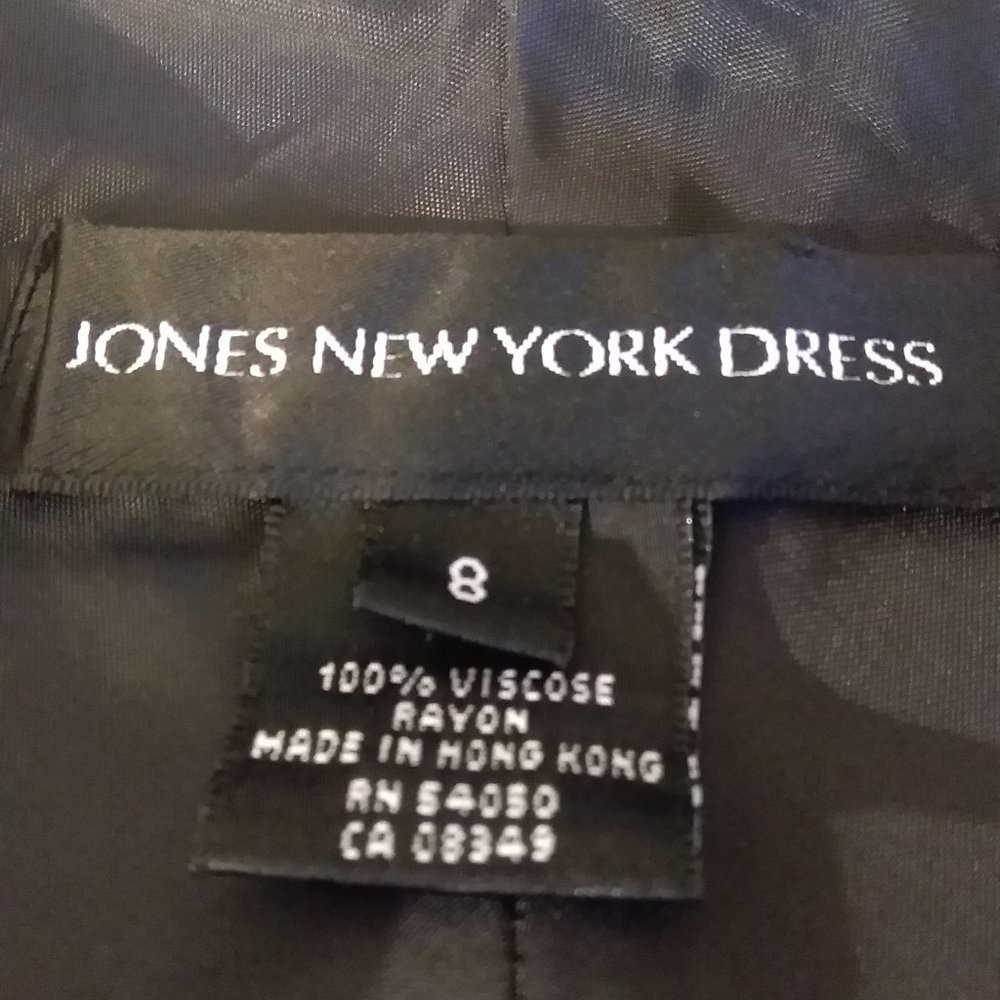 JONES NEW YORK DRESS
8
100% VISCOSE
RAYON
MADE IN HONG KONG
RN 54050
CA 08349